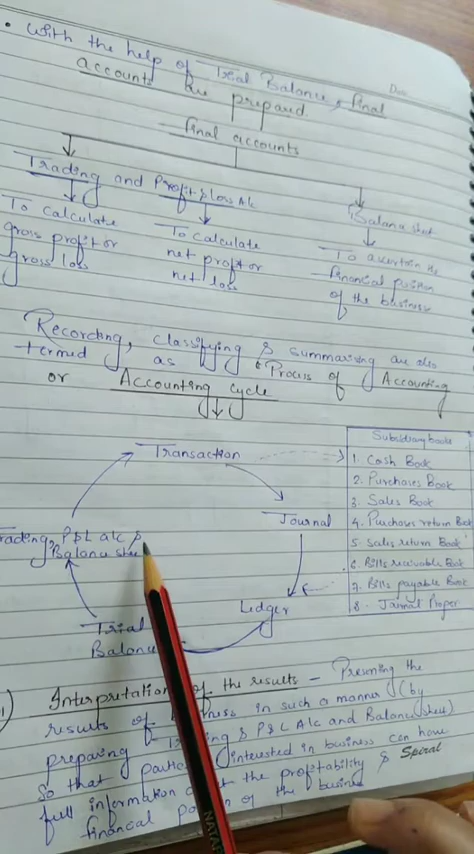 • With the help of Trial Balance, final
accounts are prepared.
final accounts
Trading and Profit & Loss A/c
Balance sheet
To calculate
gross profit or
gross loss
To calculate
net profit or
net loss
To ascertain the
financial position
of the business
Recording, classifying & summarising are also
termed as "Process of Accounting
or Accounting cycle
Transaction
Journal
Ledger
Trial
Balance
Trading, P&L a/c &
Balance sheet
Subsidiary books
1. Cash Book
2. Purchases Book
3. Sales Book
4. Purchases return Book
5. Sales return Book
6. Bills receivable Book
7. Bills payable Book
8. Journal Proper
Interpretation of the results – Presenting the
results of in such a manner (by
preparing & P&L A/c and Balance sheet)
So that interested in business can have
full information the profitability &
financial of the
Spiral
NATAR